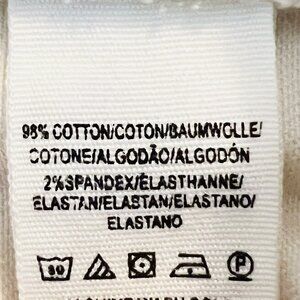 98% COTTON/COTON/BAUMWOLLE/
COTONE/ALGODÃO/ALGODÓN
2%SPANDEX/ÉLASTHANNE/
ELASTAN/ELASTAN/ELASTANO/
ELASTANO
P